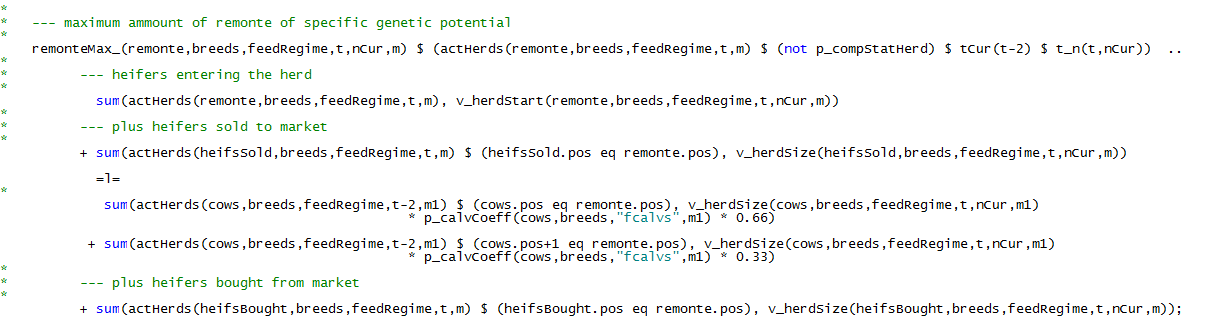 *
*   --- maximum ammount of remonte of specific genetic potential
*
    remonteMax_(remonte,breeds,feedRegime,t,nCur,m) $ (actHerds(remonte,breeds,feedRegime,t,m) $ (not p_compStatHerd) $ tCur(t-2) $ t_n(t,nCur))  ..
*
*         --- heifers entering the herd
*
            sum(actHerds(remonte,breeds,feedRegime,t,m), v_herdStart(remonte,breeds,feedRegime,t,nCur,m))
*
*         --- plus heifers sold to market
*
          + sum(actHerds(heifsSold,breeds,feedRegime,t,m) $ (heifsSold.pos eq remonte.pos), v_herdSize(heifsSold,breeds,feedRegime,t,nCur,m))
            =l=
*
             sum(actHerds(cows,breeds,feedRegime,t-2,m1) $ (cows.pos eq remonte.pos), v_herdSize(cows,breeds,feedRegime,t,nCur,m1)
                                                   * p_calvCoeff(cows,breeds,"fcalvs",m1) * 0.66)
           + sum(actHerds(cows,breeds,feedRegime,t-2,m1) $ (cows.pos+1 eq remonte.pos), v_herdSize(cows,breeds,feedRegime,t,nCur,m1)
                                                   * p_calvCoeff(cows,breeds,"fcalvs",m1) * 0.33)
*
*         --- plus heifers bought from market
*
          + sum(actHerds(heifsBought,breeds,feedRegime,t,m) $ (heifsBought.pos eq remonte.pos), v_herdSize(heifsBought,breeds,feedRegime,t,nCur,m));